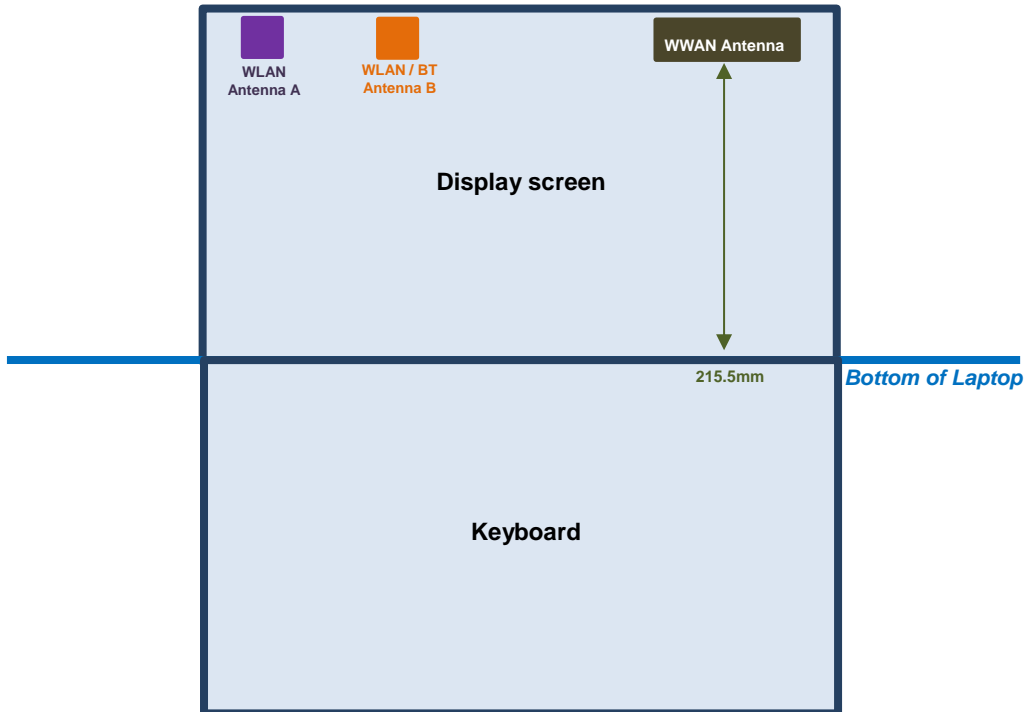 WLAN
Antenna A
WLAN / BT
Antenna B
WWAN Antenna
Display screen
215.5mm
Bottom of Laptop
Keyboard